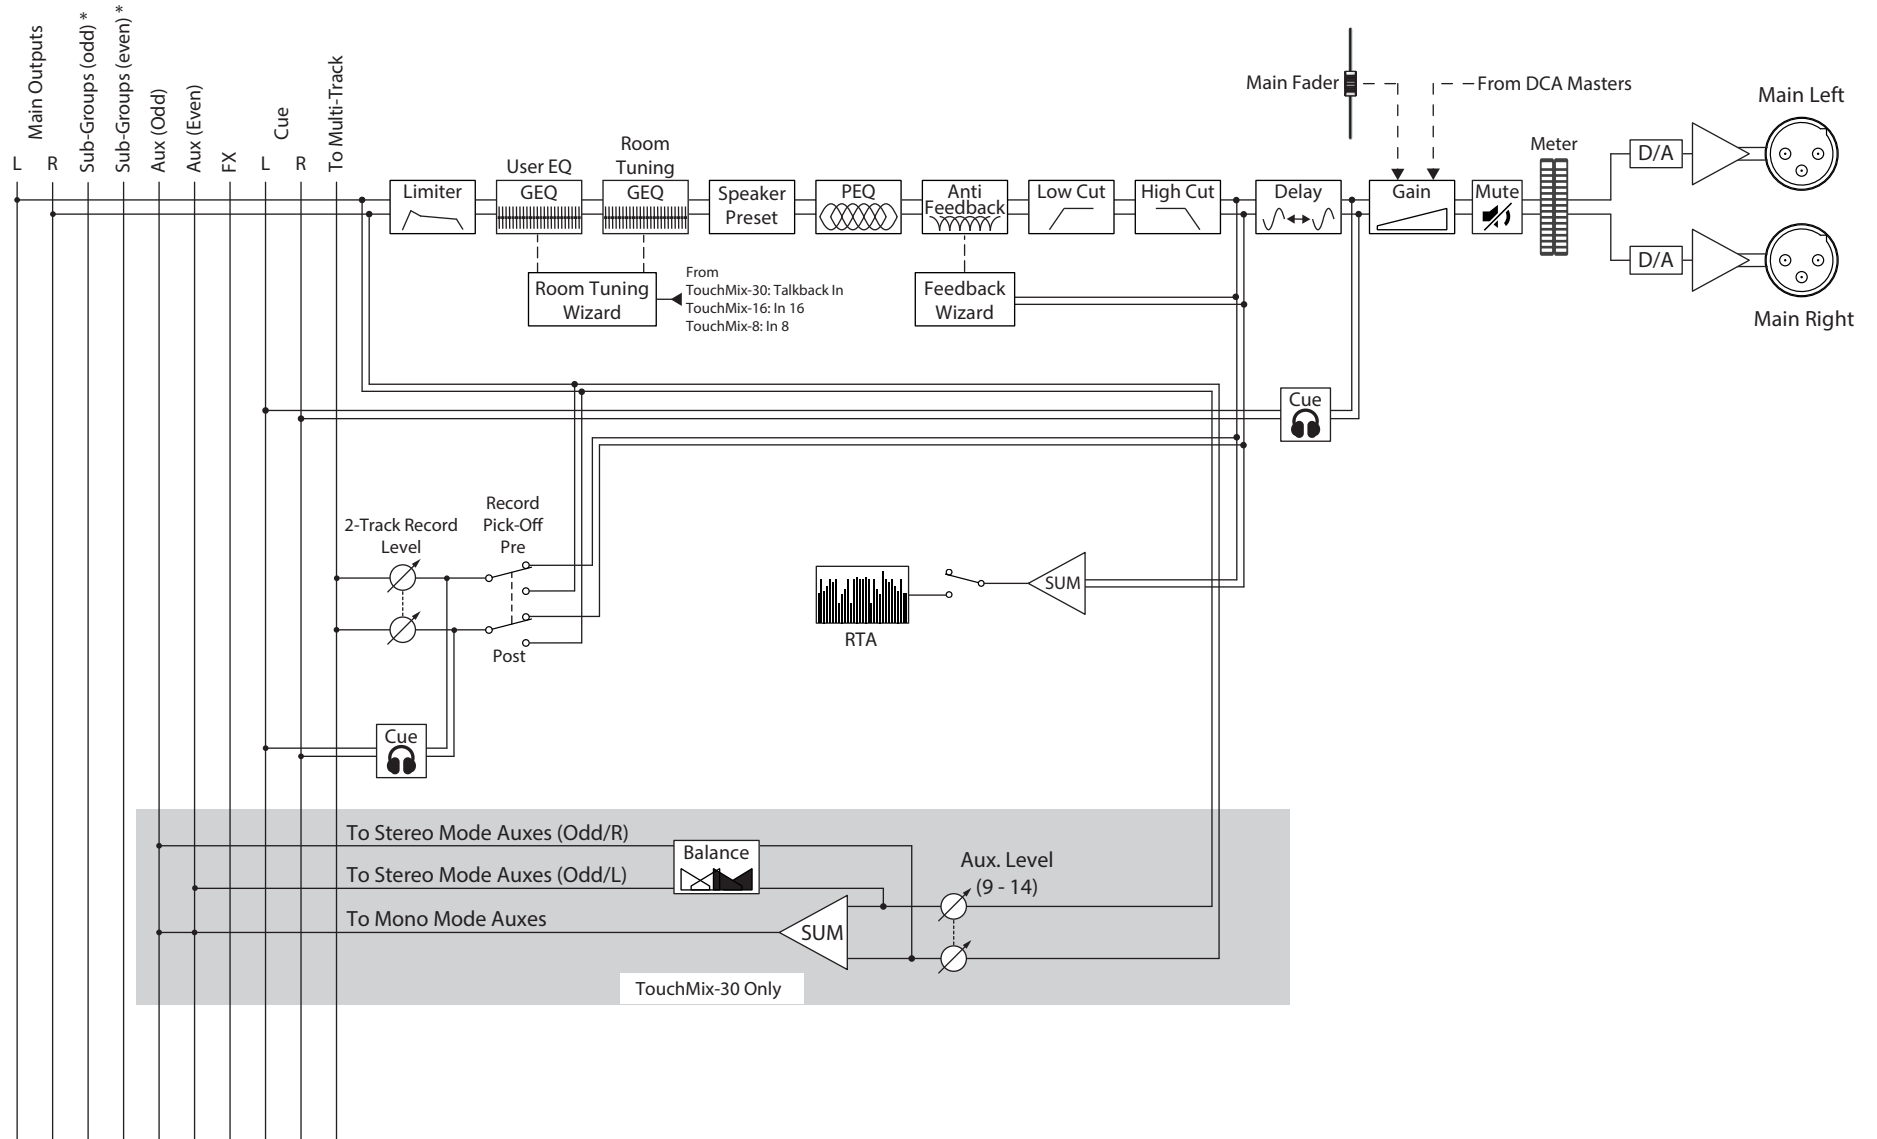 Main Outputs
L
R
Sub-Groups (odd) *
Sub-Groups (even) *
Aux (Odd)
Aux (Even)
FX
Cue
L
R
To Multi-Track
Main Fader
From DCA Masters
Main Left
Main Right
Limiter
User EQ
GEQ
Room
Tuning
GEQ
Speaker
Preset
PEQ
Anti
Feedback
Low Cut
High Cut
Delay
Gain
Mute
Meter
D/A
D/A
Room Tuning
Wizard
From
TouchMix-30: Talkback In
TouchMix-16: In 16
TouchMix-8: In 8
Feedback
Wizard
Cue
2-Track Record
Level
Record
Pick-Off
Pre
Post
RTA
SUM
Cue
To Stereo Mode Auxes (Odd/R)
To Stereo Mode Auxes (Odd/L)
To Mono Mode Auxes
Balance
SUM
Aux. Level
(9 - 14)
TouchMix-30 Only